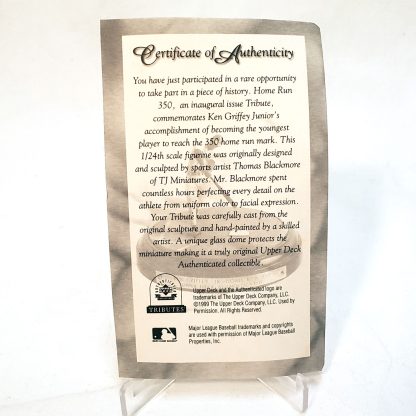 Certificate of Authenticity
You have just participated in a rare opportunity
to take part in a piece of history. Home Run
350, an inaugural issue Tribute,
commemorates Ken Griffey Junior's
accomplishment of becoming the youngest
player to reach the 350 home run mark. This
1/24th scale figurine was originally designed
and sculpted by sports artist Thomas Blackmore
of TJ Miniatures. Mr. Blackmore spent
countless hours perfecting every detail on the
athlete from uniform color to facial expression.
Your Tribute was carefully cast from the
original sculpture and hand-painted by a skilled
artist. A unique glass dome protects the
miniature making it a truly original Upper Deck
Authenticated collectible.
TRIBUTES
Upper Deck and the Authenticated logo are
trademarks of The Upper Deck Company, LLC.
©1999 The Upper Deck Company, LLC. Used by
Permission. All Rights Reserved.
Major League Baseball trademarks and copyrights
are used with permission of Major League Baseball
Properties, Inc.